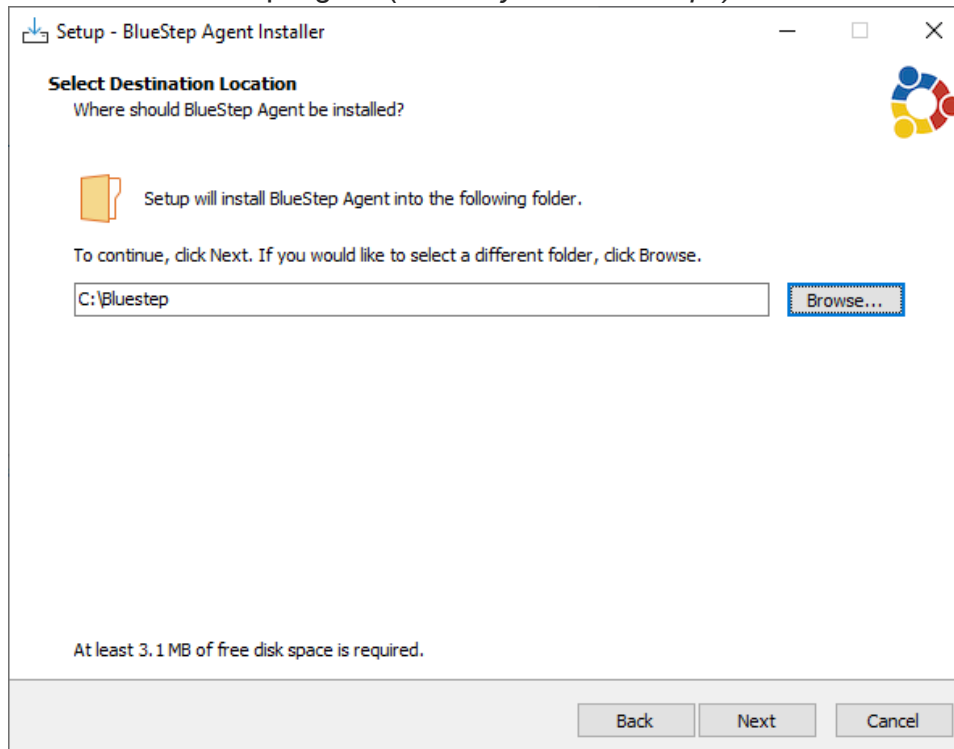 Setup - BlueStep Agent Installer
Select Destination Location
Where should BlueStep Agent be installed?
Setup will install BlueStep Agent into the following folder.
To continue, click Next. If you would like to select a different folder, click Browse.
C:\Bluestep
Browse...
At least 3.1 MB of free disk space is required.
Back
Next
Cancel